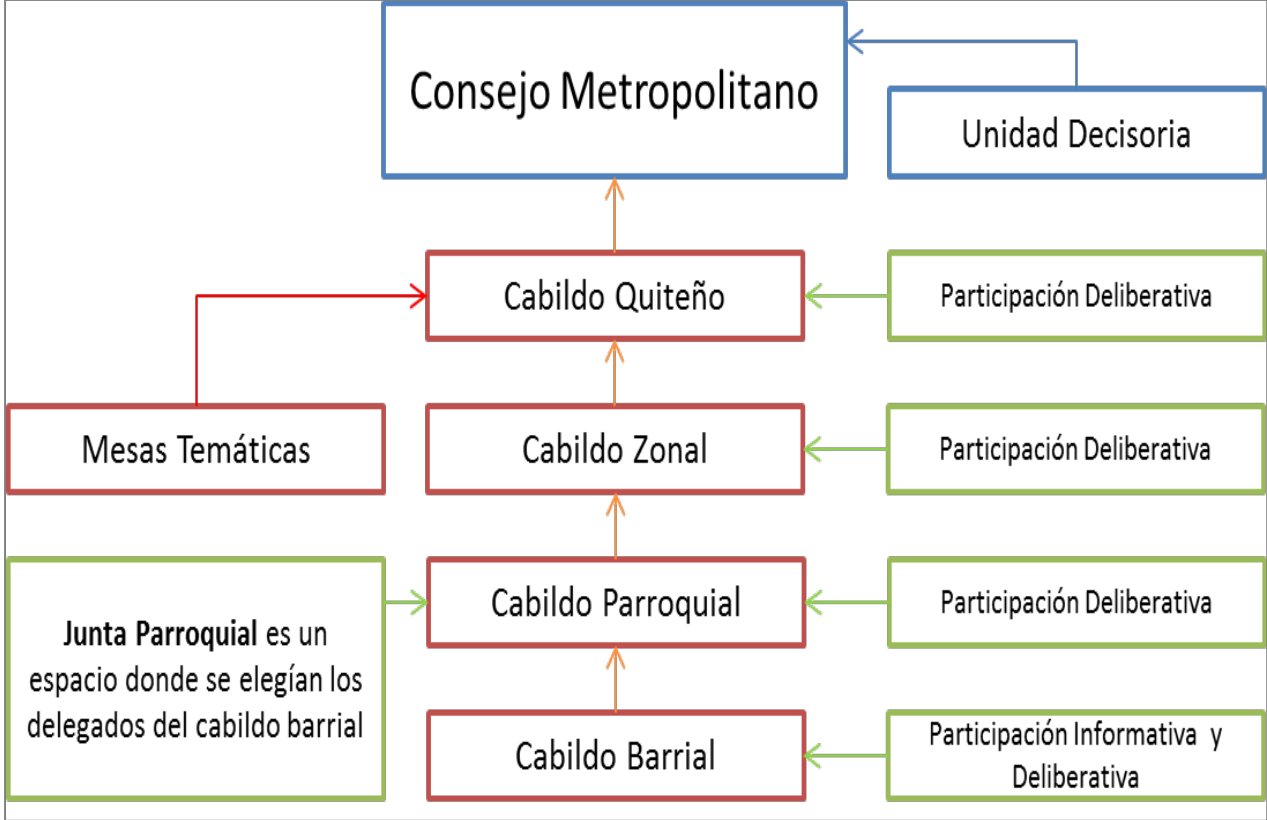 Consejo Metropolitano
Unidad Decisoria
Cabildo Quiteño
Participación Deliberativa
Mesas Temáticas
Cabildo Zonal
Participación Deliberativa
Junta Parroquial es un
espacio donde se elegían los
delegados del cabildo barrial
Cabildo Parroquial
Participación Deliberativa
Cabildo Barrial
Participación Informativa y
Deliberativa